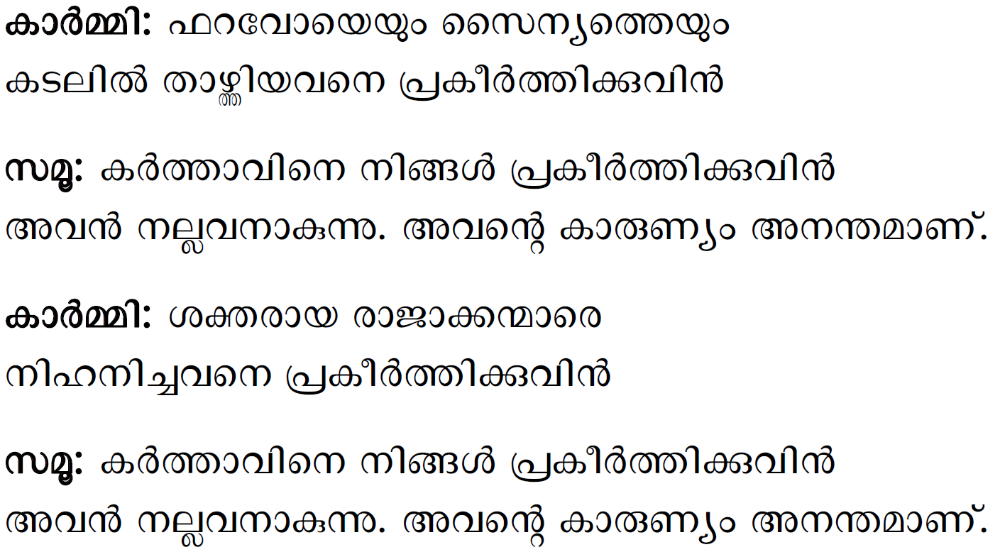 കാർമ്മി: ഫറവോയെയും സൈന്യത്തെയും
കടലിൽ താഴ്ത്തിയവനെ പ്രകീർത്തിക്കുവിൻ
സമൂ: കർത്താവിനെ നിങ്ങൾ പ്രകീർത്തിക്കുവിൻ
അവൻ നല്ലവനാകുന്നു. അവന്റെ കാരുണ്യം അനന്തമാണ്.
കാർമ്മി: ശക്തരായ രാജാക്കന്മാരെ
നിഹനിച്ചവനെ പ്രകീർത്തിക്കുവിൻ
സമൂ: കർത്താവിനെ നിങ്ങൾ പ്രകീർത്തിക്കുവിൻ
അവൻ നല്ലവനാകുന്നു. അവന്റെ കാരുണ്യം അനന്തമാണ്.